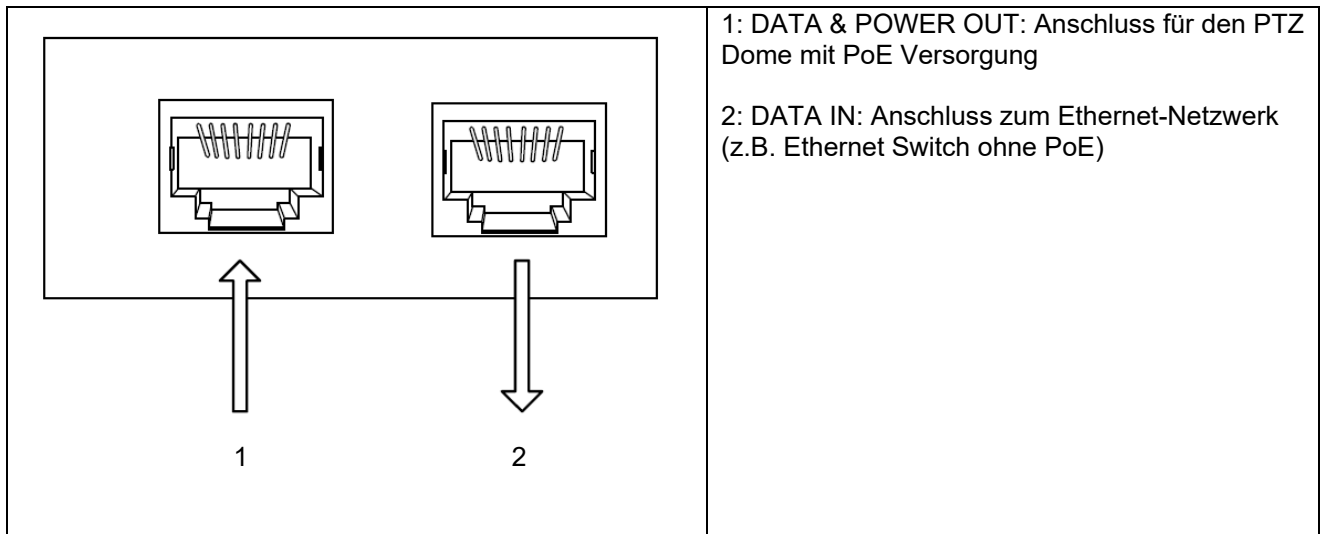 1: DATA & POWER OUT: Anschluss für den PTZ
Dome mit PoE Versorgung
2: DATA IN: Anschluss zum Ethernet-Netzwerk
(z.B. Ethernet Switch ohne PoE)
1
2